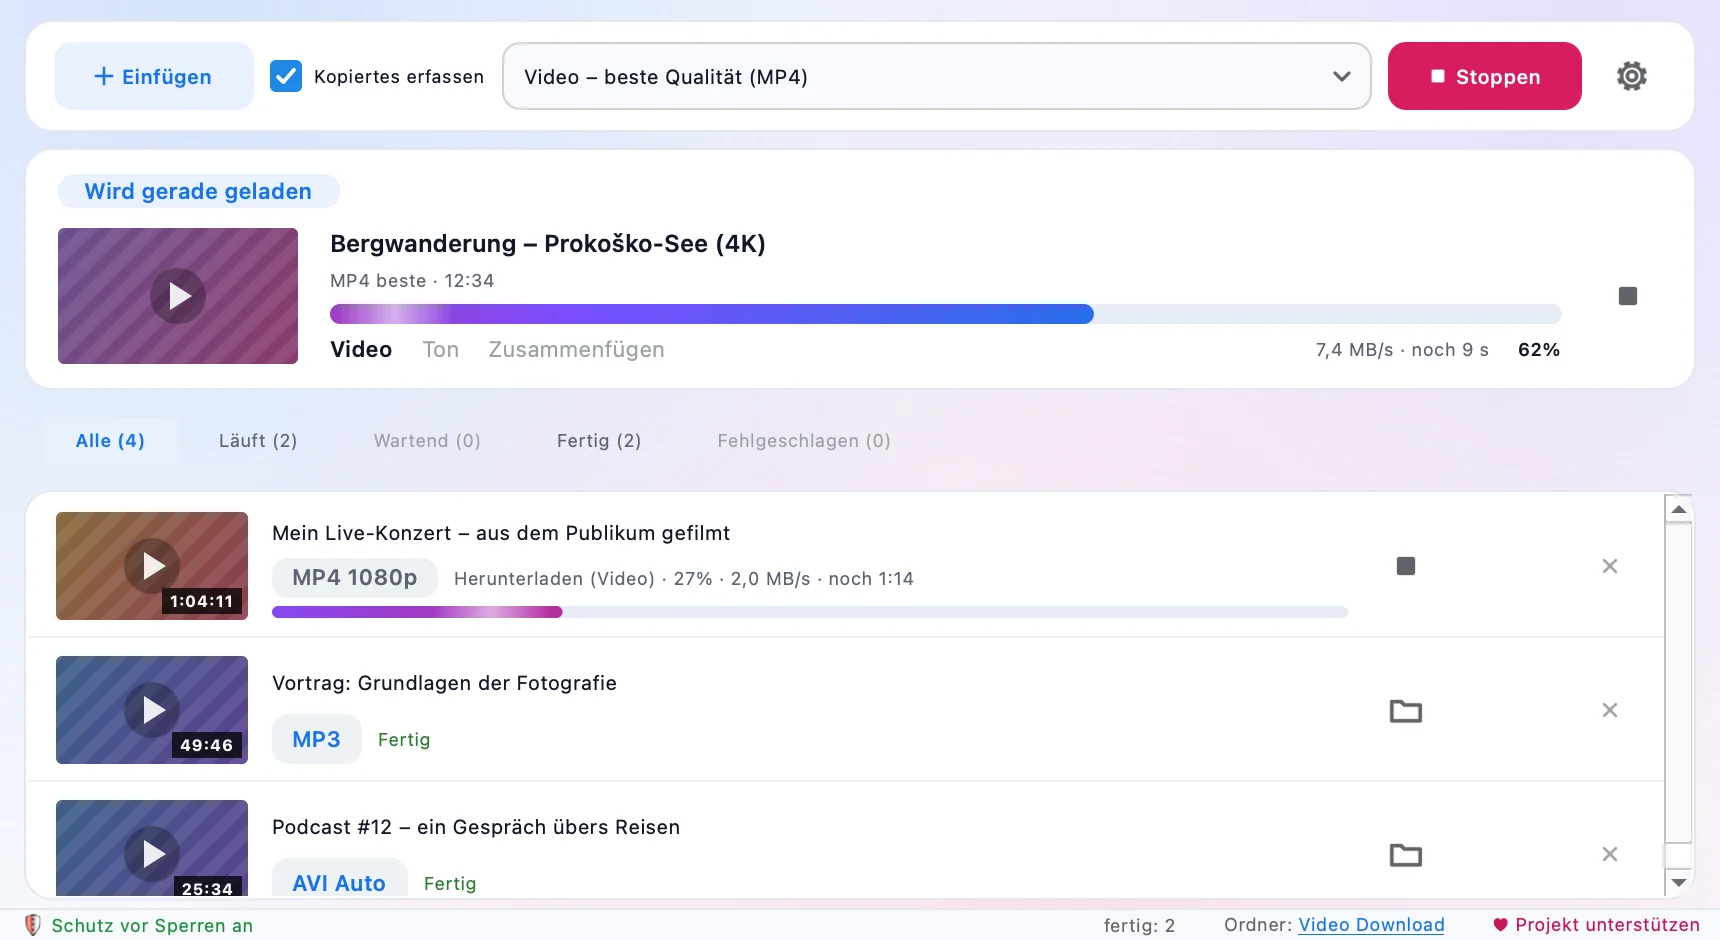 Einfügen
Kopiertes erfassen
Video – beste Qualität (MP4)
Stoppen
Wird gerade geladen
Bergwanderung – Prokoško-See (4K)
MP4 beste · 12:34
Video Ton Zusammenfügen
7,4 MB/s · noch 9 s 62%
Alle (4) Läuft (2) Wartend (0) Fertig (2) Fehlgeschlagen (0)
Mein Live-Konzert – aus dem Publikum gefilmt
MP4 1080p Herunterladen (Video) · 27% · 2,0 MB/s · noch 1:14
1:04:11
Vortrag: Grundlagen der Fotografie
MP3 Fertig
49:46
Podcast #12 – ein Gespräch übers Reisen
AVI Auto Fertig
25:34
Schutz vor Sperren an
fertig: 2
Ordner: Video Download
Projekt unterstützen